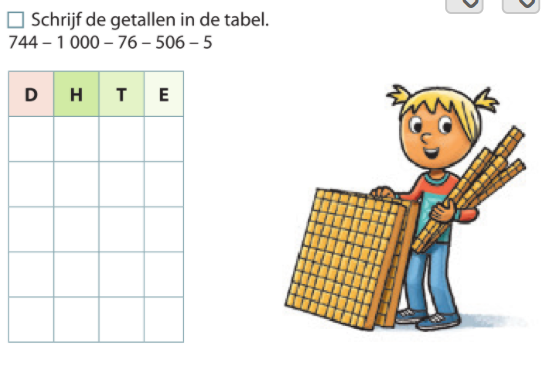 Schrijf de getallen in de tabel.
744 – 1 000 – 76 – 506 – 5
D H T E